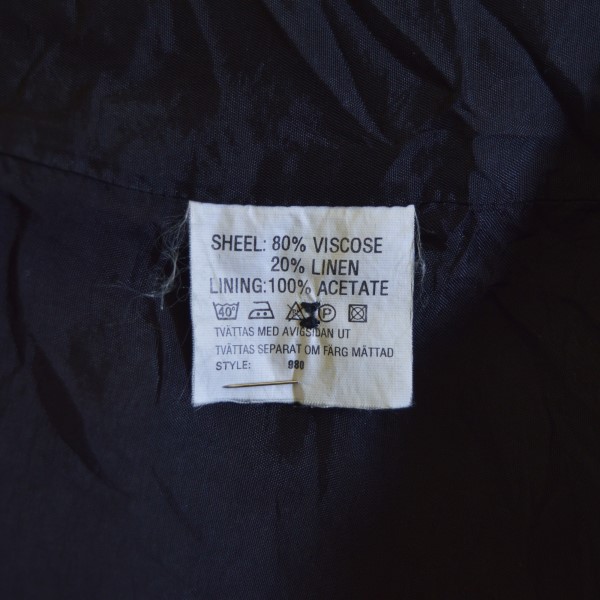 SHEEL: 80% VISCOSE
20% LINEN
LINING:100% ACETATE
40° P
TVÄTTAS MED AVIGSIDAN UT
TVÄTTAS SEPARAT OM FÄRG MÄTTAD
STYLE: 980